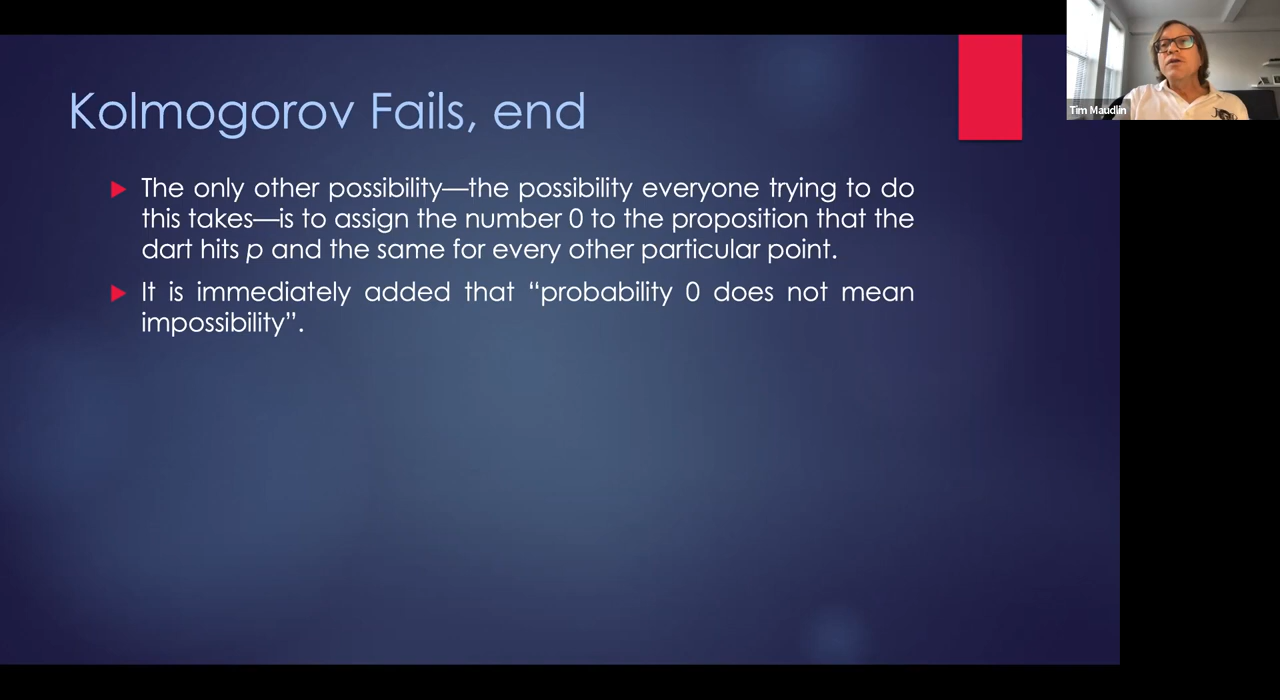 Kolmogorov Fails, end
The only other possibility—the possibility everyone trying to do
this takes—is to assign the number 0 to the proposition that the
dart hits p and the same for every other particular point.
It is immediately added that “probability 0 does not mean
impossibility”.
Tim Maudlin